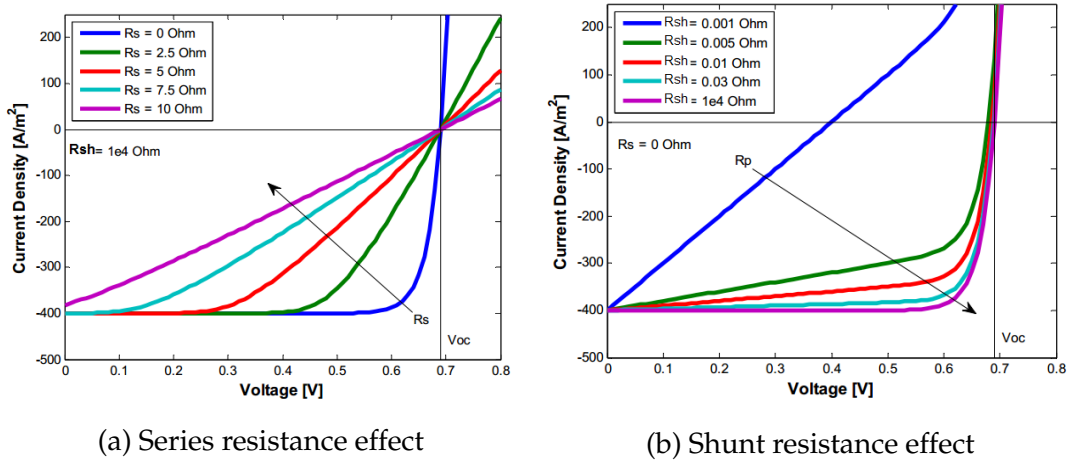 Current Density [A/m²]
200
100
0
-100
-200
-300
-400
-500
Rs = 0 Ohm
Rs = 2.5 Ohm
Rs = 5 Ohm
Rs = 7.5 Ohm
Rs = 10 Ohm
Rsh= 1e4 Ohm
Rs
Voc
0 0.1 0.2 0.3 0.4 0.5 0.6 0.7 0.8
Voltage [V]
(a) Series resistance effect
Current Density [A/m²]
200
100
0
-100
-200
-300
-400
-500
Rsh = 0.001 Ohm
Rsh = 0.005 Ohm
Rsh = 0.01 Ohm
Rsh = 0.03 Ohm
Rsh = 1e4 Ohm
Rs = 0 Ohm
Rp
Voc
0 0.1 0.2 0.3 0.4 0.5 0.6 0.7 0.8
Voltage [V]
(b) Shunt resistance effect